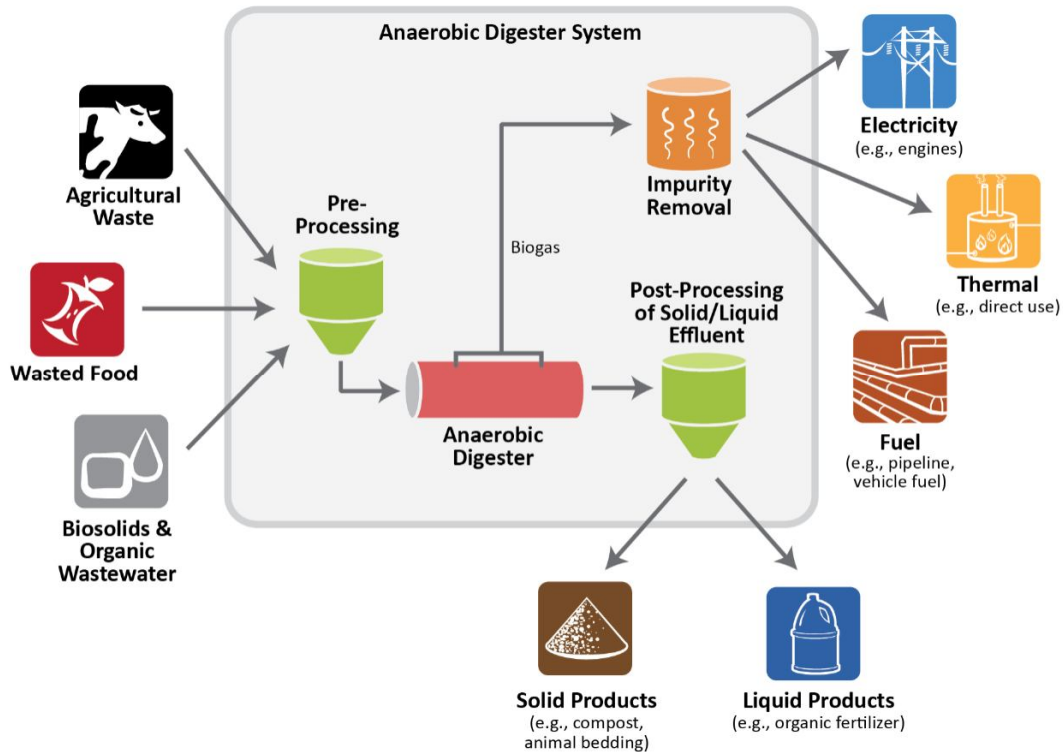 Anaerobic Digester System
Agricultural
Waste
Wasted Food
Biosolids &
Organic
Wastewater
Pre-
Processing
Anaerobic
Digester
Biogas
Impurity
Removal
Post-Processing
of Solid/Liquid
Effluent
Electricity
(e.g., engines)
Thermal
(e.g., direct use)
Fuel
(e.g., pipeline,
vehicle fuel)
Solid Products
(e.g., compost,
animal bedding)
Liquid Products
(e.g., organic fertilizer)